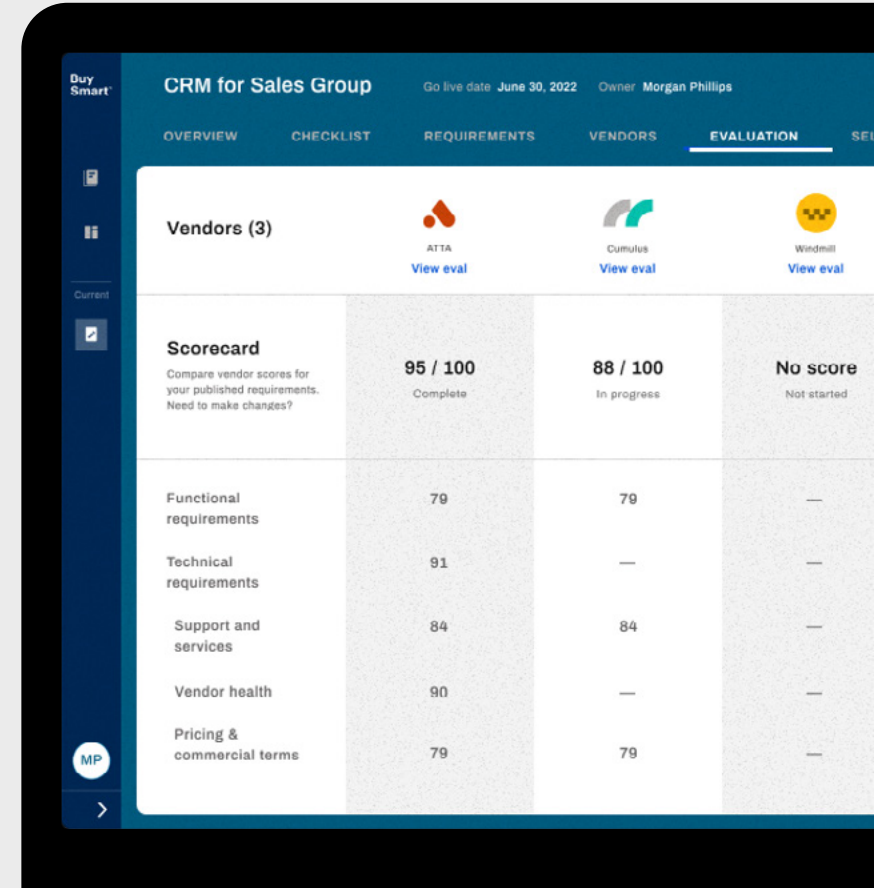 Buy
Smart
CRM for Sales Group
Go live date June 30, 2022
Owner Morgan Phillips
OVERVIEW
CHECKLIST
REQUIREMENTS
VENDORS
EVALUATION
SEL
Current
MP
Vendors (3)
ATTA
View eval
Cumulus
View eval
Windmill
View eval
Scorecard
Compare vendor scores for
your published requirements.
Need to make changes?
95 / 100
Complete
88 / 100
In progress
No score
Not started
Functional
requirements
79
79
—
Technical
requirements
91
—
—
Support and
services
84
84
—
Vendor health
90
—
—
Pricing &
commercial terms
79
79
—